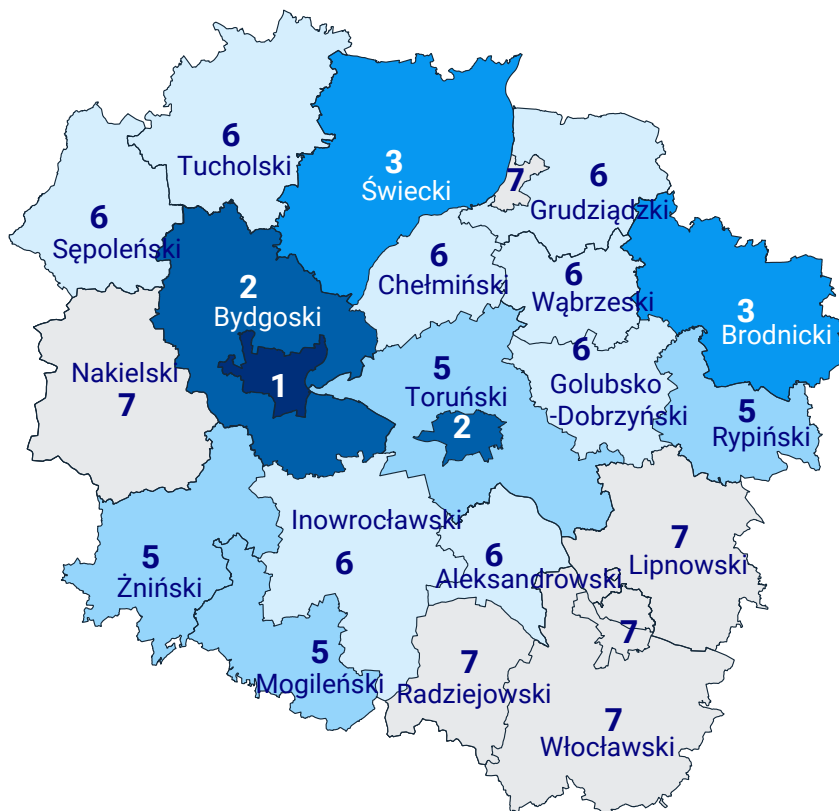 6
Tucholski
3
Świecki
7
6
Grudziądzki
6
Sępoleński
6
Chełmiński
6
Wąbrzeski
2
Bydgoski
3
Brodnicki
1
5
Toruński
2
6
Golubsko
-Dobrzyński
5
Rypiński
Nakielski
7
Inowrocławski
6
5
Żniński
6
Aleksandrowski
7
Lipnowski
7
5
Mogileński
7
Radziejowski
7
Włocławski